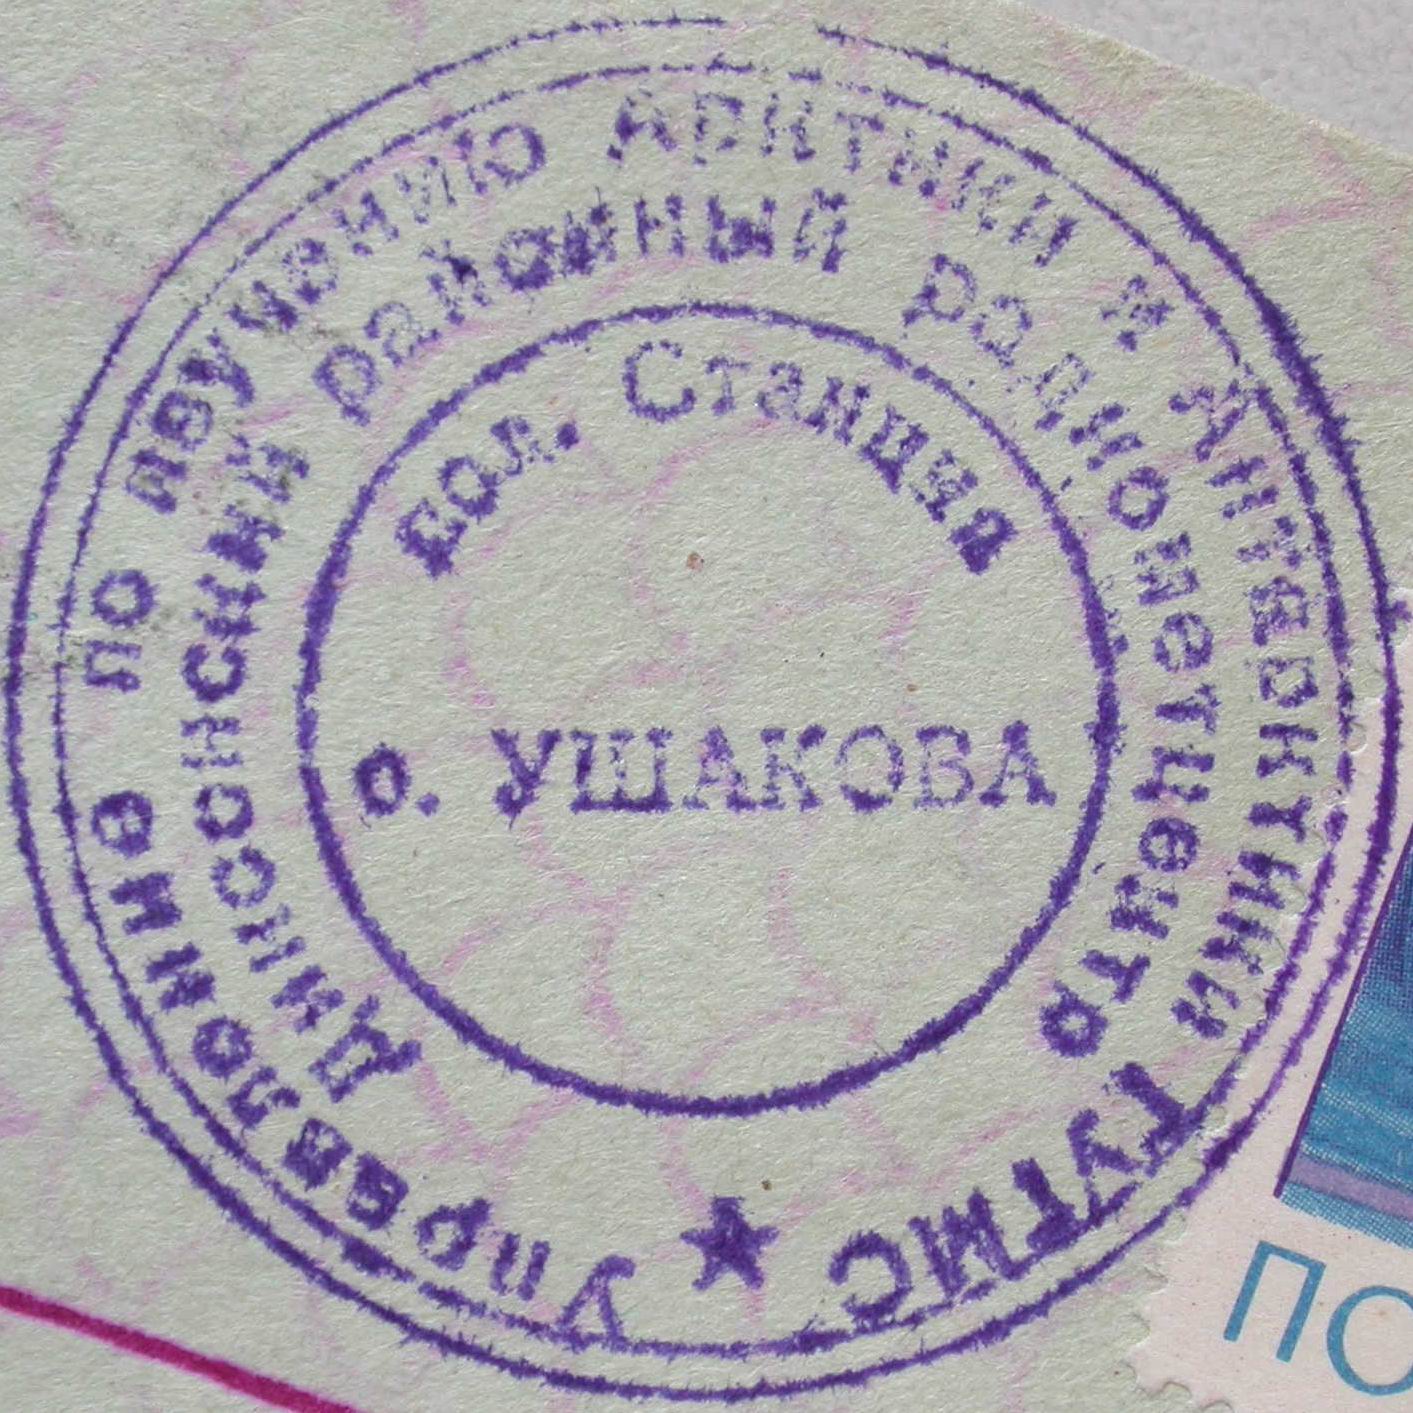 Управление по изучению Арктики и Антарктики ГУГМС
Диксонский районный радиометцентр
пол. Станция
о. УШАКОВА
ПО